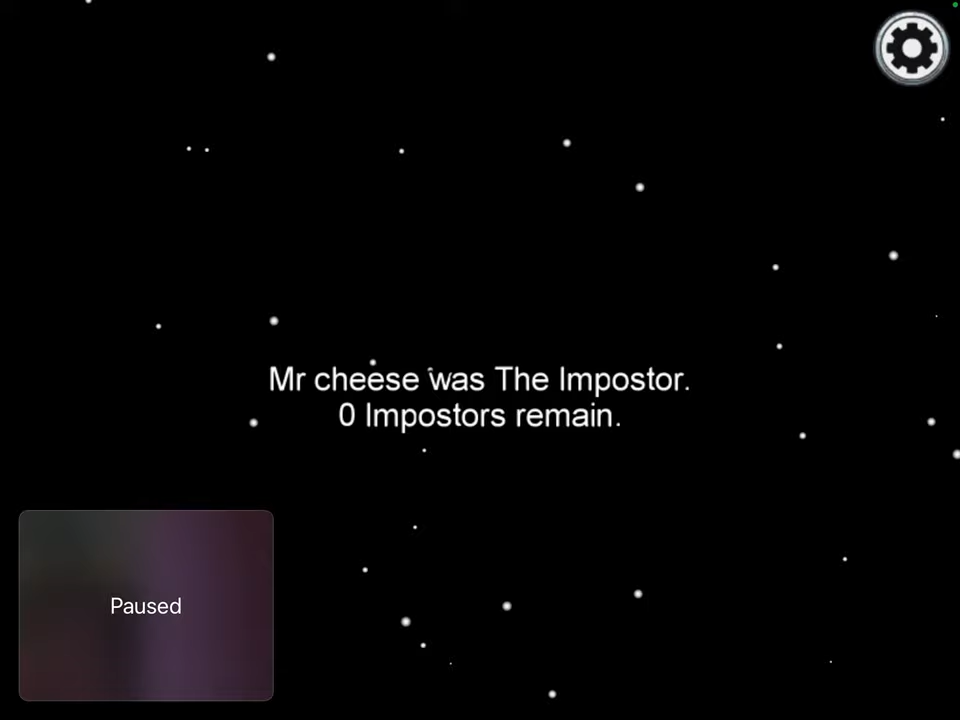 Mr cheese was The Impostor.
0 Impostors remain.
Paused